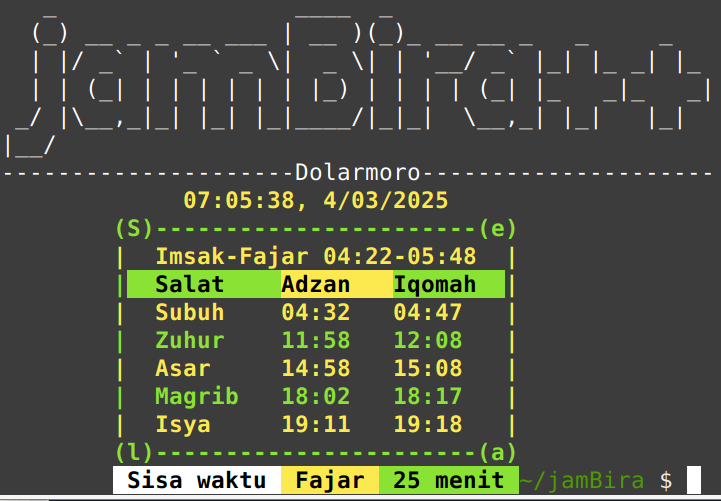 jamBira++
---------------------Dolarmoro---------------------
07:05:38, 4/03/2025
(S)-----------------------(e)
| Imsak-Fajar 04:22-05:48 |
| Salat Adzan Iqomah |
| Subuh 04:32 04:47 |
| Zuhur 11:58 12:08 |
| Asar 14:58 15:08 |
| Magrib 18:02 18:17 |
| Isya 19:11 19:18 |
(l)-----------------------(a)
Sisa waktu Fajar 25 menit ~/jamBira $